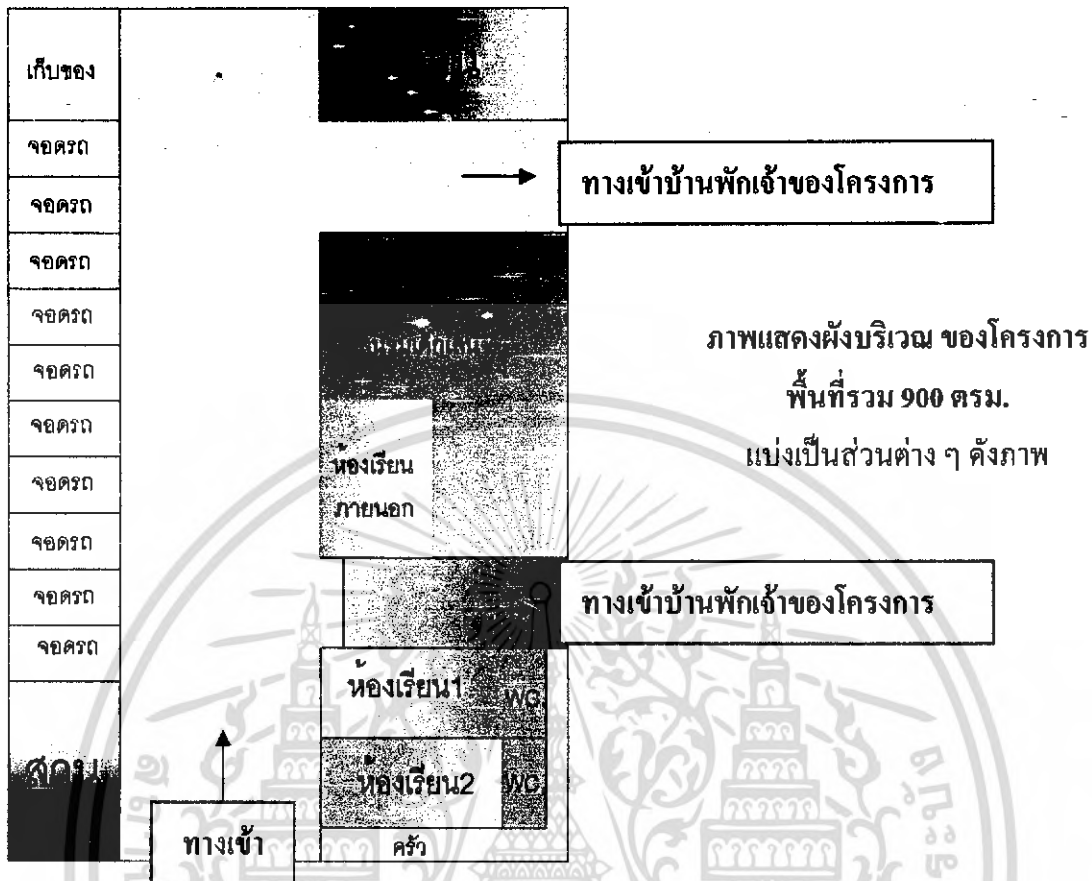 เก็บของ
จอดรถ
ทางเข้าบ้านพักเจ้าของโครงการ
จอดรถ
จอดรถ
จอดรถ
ภาพแสดงผังบริเวณ ของโครงการ
จอดรถ
พื้นที่รวม 900 ตรม.
จอดรถ
แบ่งเป็นส่วนต่าง ๆ ดังภาพ
ห้องเรียน
ภายนอก
จอดรถ
จอดรถ
จอดรถ
ทางเข้าบ้านพักเจ้าของโครงการ
จอดรถ
ห้องเรียน1 WC
สวน
ห้องเรียน2 WC
ทางเข้า
ครัว